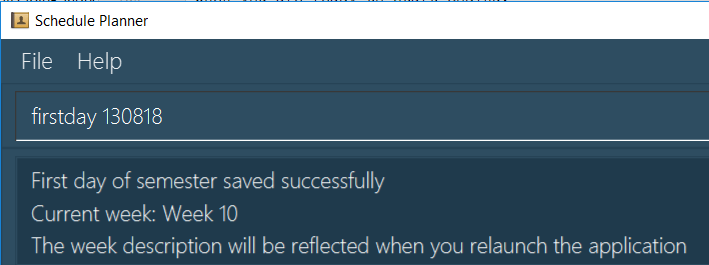 Schedule Planner
File Help
firstday 130818
First day of semester saved successfully
Current week: Week 10
The week description will be reflected when you relaunch the application